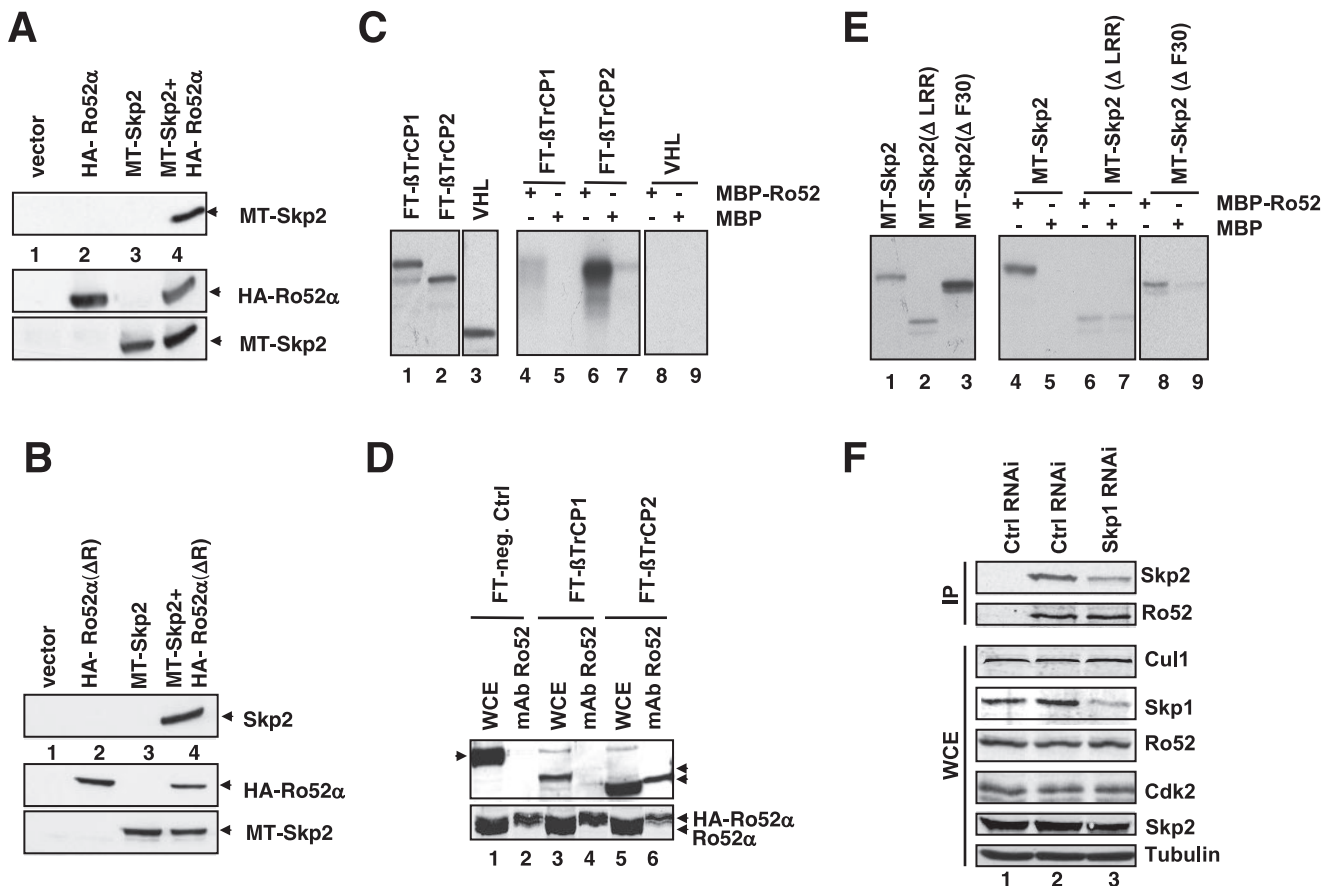 A
vector
HA- Ro52α
MT-Skp2
MT-Skp2+
HA- Ro52α
MT-Skp2
1 2 3 4
HA-Ro52α
MT-Skp2
B
vector
HA- Ro52α(ΔR)
MT-Skp2
MT-Skp2+
HA- Ro52α(ΔR)
Skp2
1 2 3 4
HA-Ro52α
MT-Skp2
C
FT-ßTrCP1
FT-ßTrCP2
VHL
FT-ßTrCP1
FT-ßTrCP2
VHL
+ - + - + - MBP-Ro52
- + - + - + MBP
1 2 3 4 5 6 7 8 9
D
FT-neg. Ctrl
FT-ßTrCP1
FT-ßTrCP2
WCE
mAb Ro52
WCE
mAb Ro52
WCE
mAb Ro52
HA-Ro52α
Ro52α
1 2 3 4 5 6
E
MT-Skp2
MT-Skp2(Δ LRR)
MT-Skp2(Δ F30)
MT-Skp2
MT-Skp2 (Δ LRR)
MT-Skp2 (Δ F30)
+ - + - + - MBP-Ro52
- + - + - + MBP
1 2 3 4 5 6 7 8 9
F
Ctrl RNAi
Ctrl RNAi
Skp1 RNAi
IP
Skp2
Ro52
WCE
Cul1
Skp1
Ro52
Cdk2
Skp2
Tubulin
1 2 3